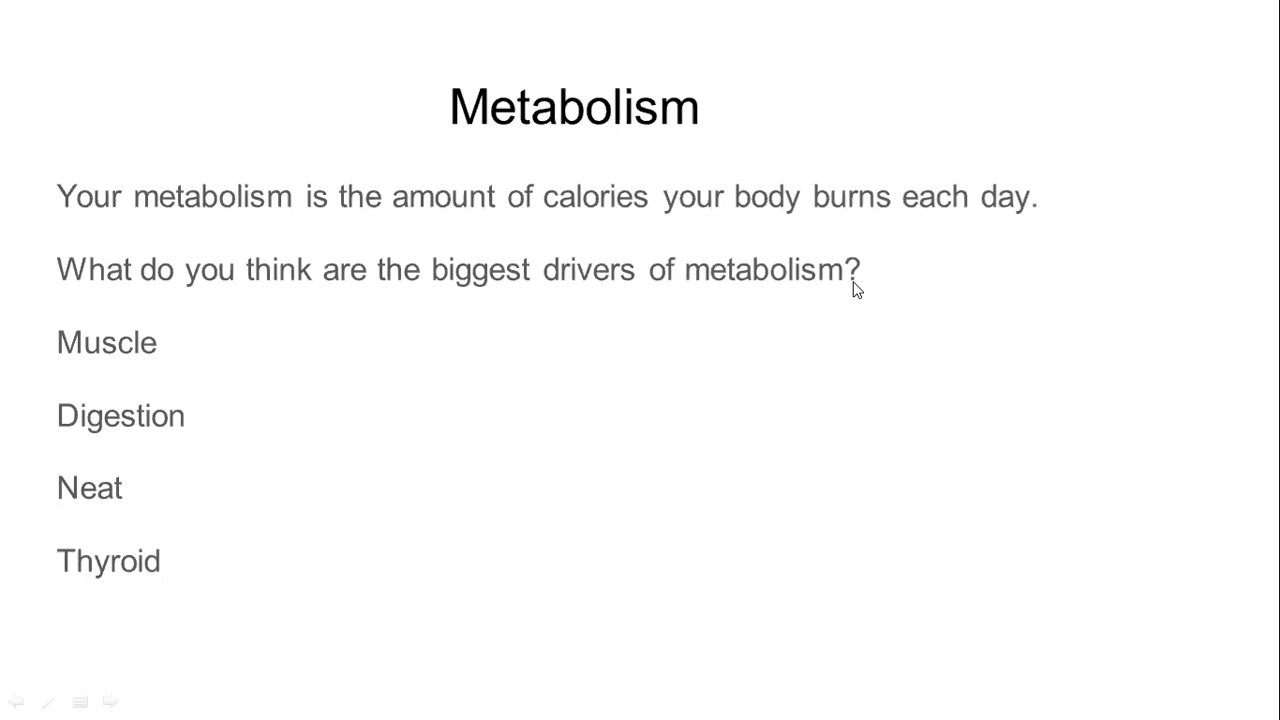 Metabolism
Your metabolism is the amount of calories your body burns each day.
What do you think are the biggest drivers of metabolism?
Muscle
Digestion
Neat
Thyroid